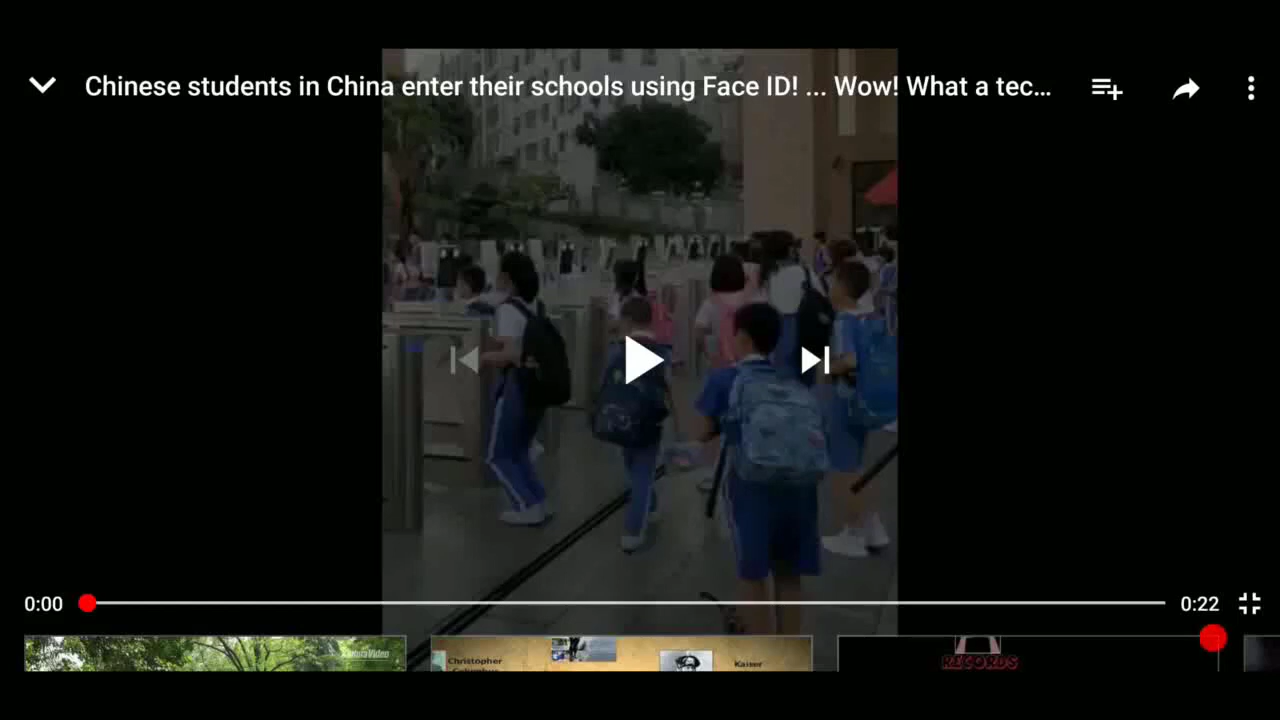 Chinese students in China enter their schools using Face ID! ... Wow! What a tec...
0:00
0:22
Christopher
Columbus
Kaiser
RECORDS